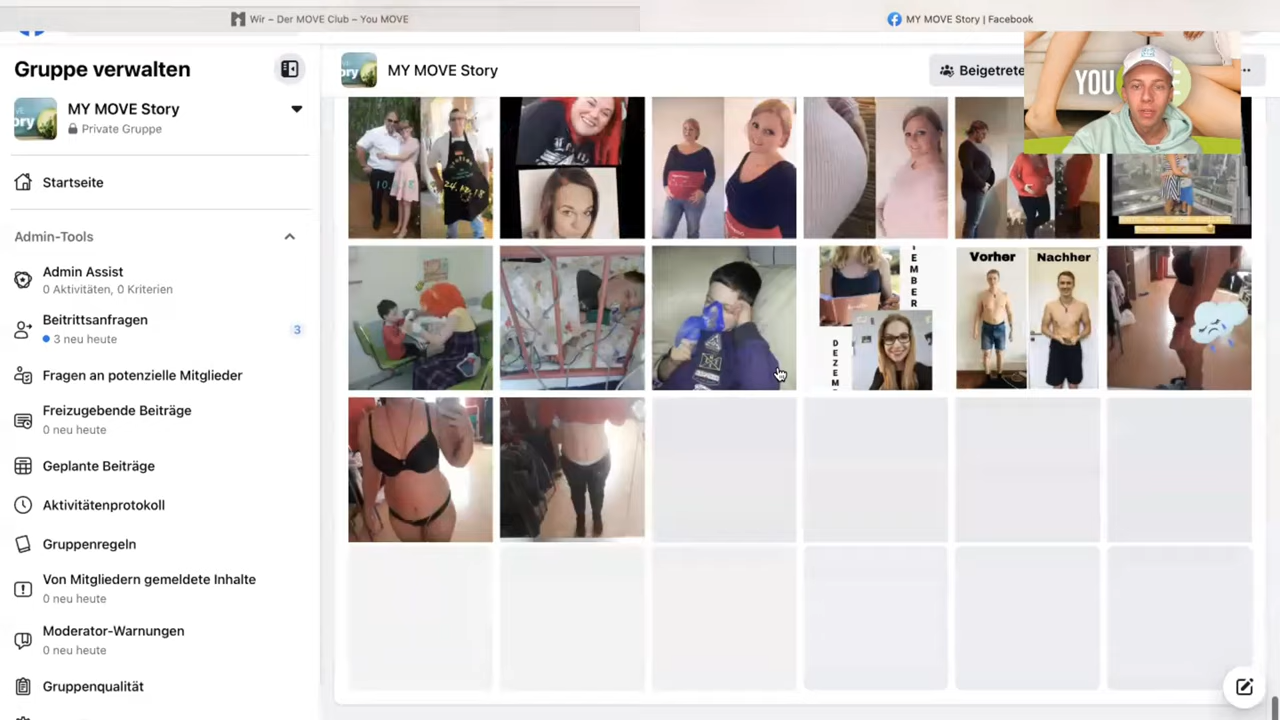 Wir – Der MOVE Club – You MOVE
MY MOVE Story | Facebook
Gruppe verwalten
MY MOVE Story
Private Gruppe
Startseite
Admin-Tools
Admin Assist
0 Aktivitäten, 0 Kriterien
Beitrittsanfragen
3 neu heute
3
Fragen an potenzielle Mitglieder
Freizugebende Beiträge
0 neu heute
Geplante Beiträge
Aktivitätenprotokoll
Gruppenregeln
Von Mitgliedern gemeldete Inhalte
0 neu heute
Moderator-Warnungen
0 neu heute
Gruppenqualität
MY MOVE Story
Beigetrete
YOU
Vorher
Nachher